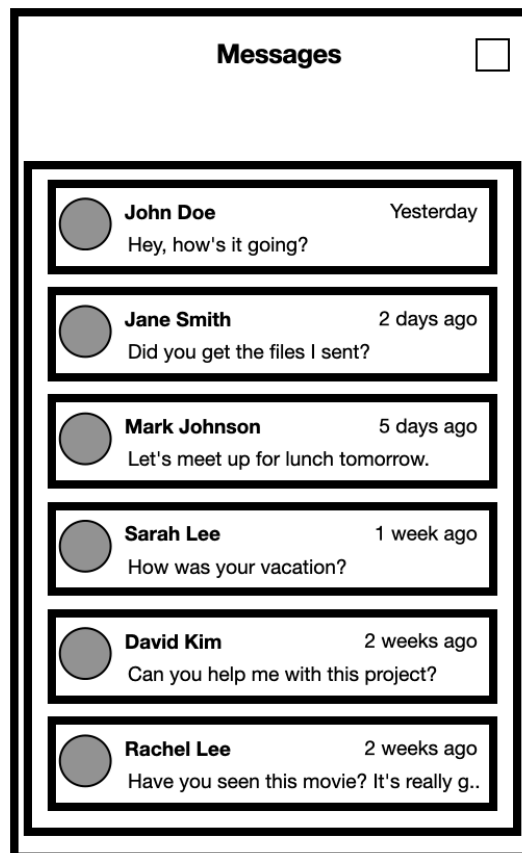 Messages
John Doe Yesterday
Hey, how's it going?
Jane Smith 2 days ago
Did you get the files I sent?
Mark Johnson 5 days ago
Let's meet up for lunch tomorrow.
Sarah Lee 1 week ago
How was your vacation?
David Kim 2 weeks ago
Can you help me with this project?
Rachel Lee 2 weeks ago
Have you seen this movie? It's really g..